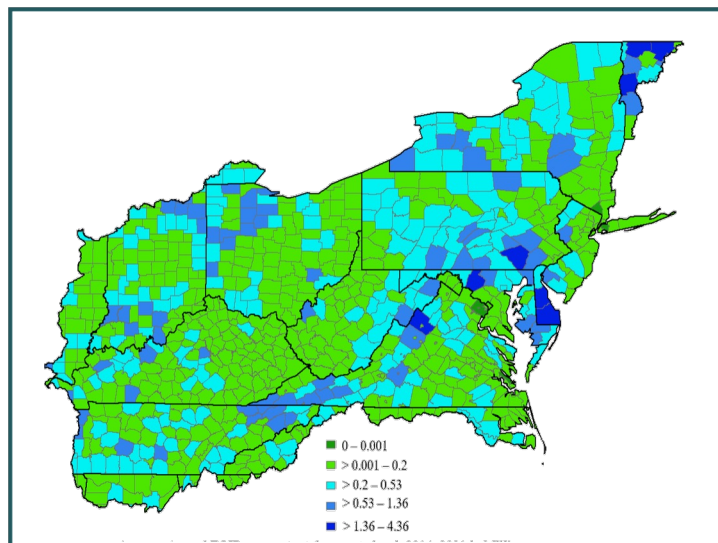 0 – 0.001
> 0.001 – 0.2
> 0.2 – 0.53
> 0.53 – 1.36
> 1.36 – 4.36